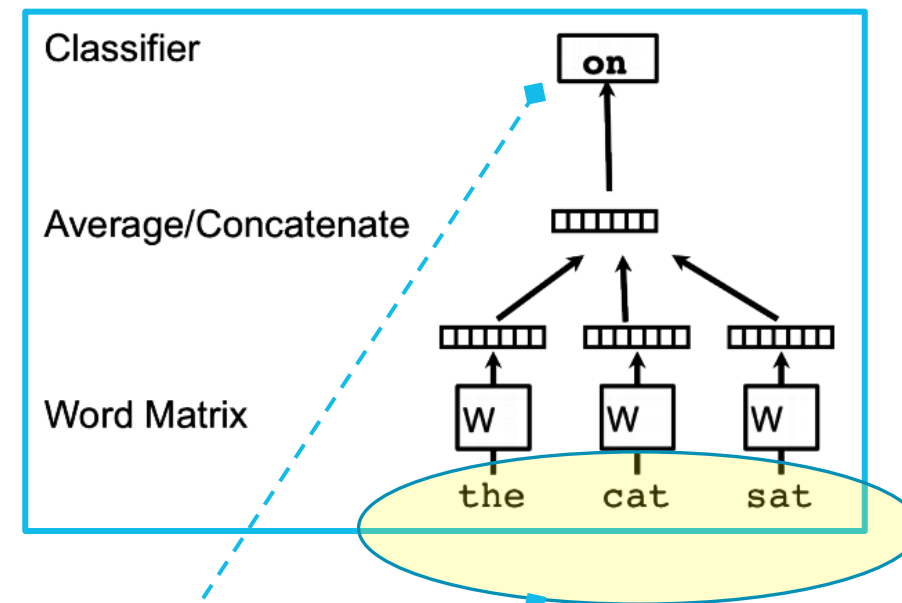 Classifier
on
Average/Concatenate
Word Matrix
W W W
the cat sat